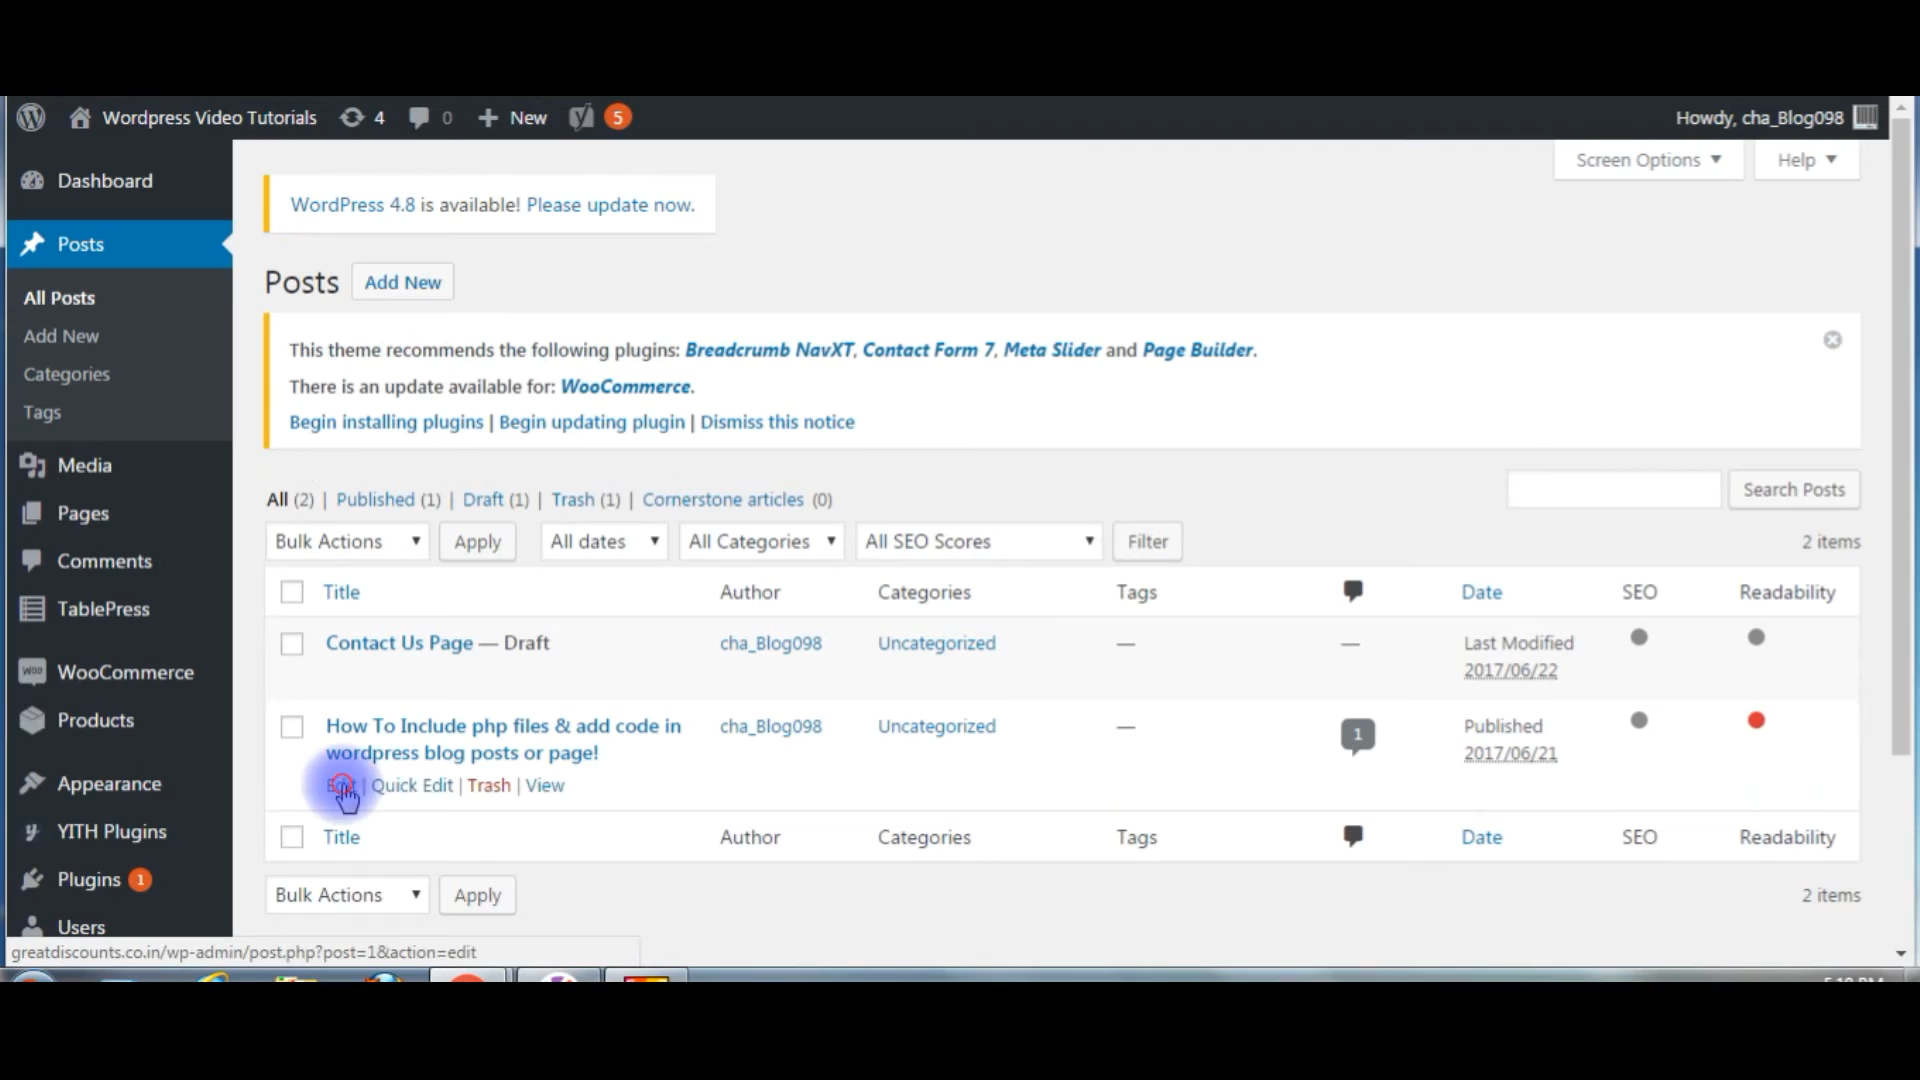 Wordpress Video Tutorials 4 0 New 5 Howdy, cha_Blog098
Screen Options Help
Dashboard
Posts
All Posts
Add New
Categories
Tags
Media
Pages
Comments
TablePress
WooCommerce
Products
Appearance
YITH Plugins
Plugins 1
Users
WordPress 4.8 is available! Please update now.
Posts Add New
This theme recommends the following plugins: Breadcrumb NavXT, Contact Form 7, Meta Slider and Page Builder.
There is an update available for: WooCommerce.
Begin installing plugins | Begin updating plugin | Dismiss this notice
All (2) | Published (1) | Draft (1) | Trash (1) | Cornerstone articles (0)
Search Posts
Bulk Actions Apply All dates All Categories All SEO Scores Filter 2 items
Title Author Categories Tags Date SEO Readability
Contact Us Page — Draft cha_Blog098 Uncategorized — — Last Modified
2017/06/22
How To Include php files & add code in cha_Blog098 Uncategorized — 1 Published
wordpress blog posts or page! 2017/06/21
Edit | Quick Edit | Trash | View
Title Author Categories Tags Date SEO Readability
Bulk Actions Apply 2 items
greatdiscounts.co.in/wp-admin/post.php?post=1&action=edit